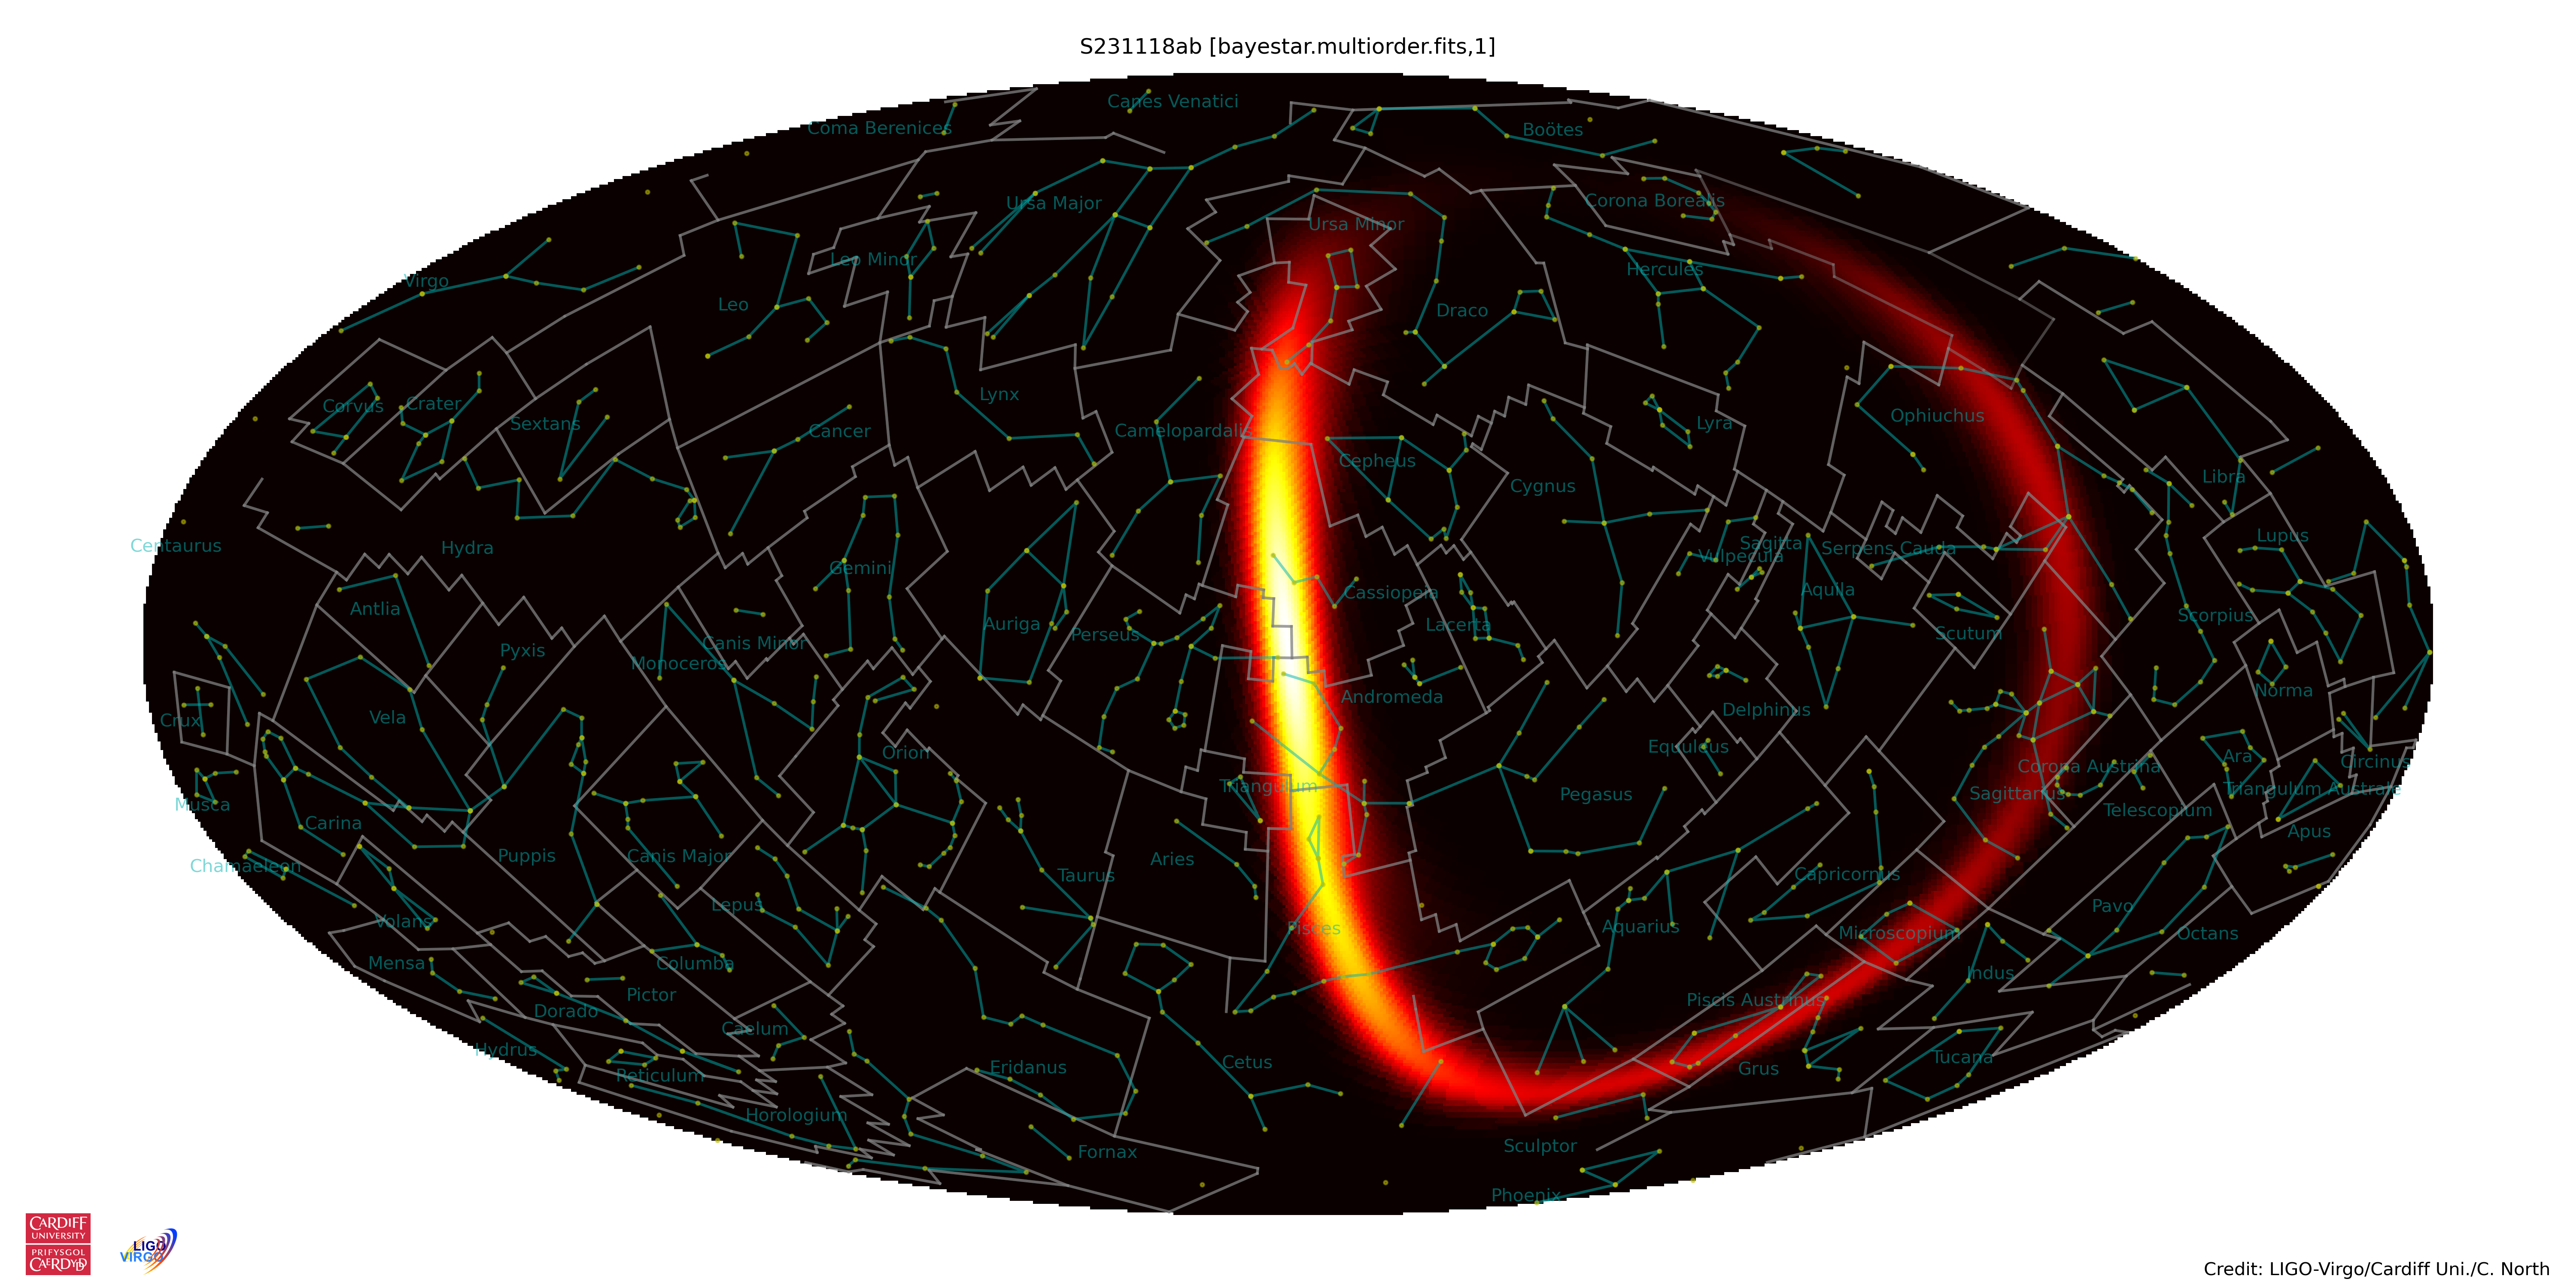 S231118ab [bayestar.multiorder.fits,1]
Canes Venatici
Coma Berenices
Boötes
Corona Borealis
Ursa Major
Ursa Minor
Leo Minor
Hercules
Virgo
Leo
Draco
Lynx
Corvus
Crater
Sextans
Cancer
Camelopardalis
Cepheus
Lyra
Ophiuchus
Libra
Cygnus
Centaurus
Hydra
Gemini
Sagitta
Vulpecula
Serpens Cauda
Lupus
Antlia
Auriga
Perseus
Cassiopeia
Lacerta
Aquila
Scutum
Scorpius
Pyxis
Canis Minor
Monoceros
Andromeda
Delphinus
Norma
Crux
Vela
Orion
Equuleus
Ara
Circinus
Corona Austrina
Triangulum
Pegasus
Sagittarius
Triangulum Australe
Musca
Carina
Telescopium
Apus
Chamaeleon
Puppis
Canis Major
Aries
Taurus
Capricornus
Volans
Lepus
Pisces
Aquarius
Microscopium
Pavo
Octans
Mensa
Columba
Indus
Pictor
Dorado
Piscis Austrinus
Caelum
Hydrus
Reticulum
Eridanus
Cetus
Grus
Tucana
Horologium
Fornax
Sculptor
Phoenix
CARDIFF
UNIVERSITY
PRIFYSGOL
CAERDYDD
LIGO
VIRGO
Credit: LIGO-Virgo/Cardiff Uni./C. North